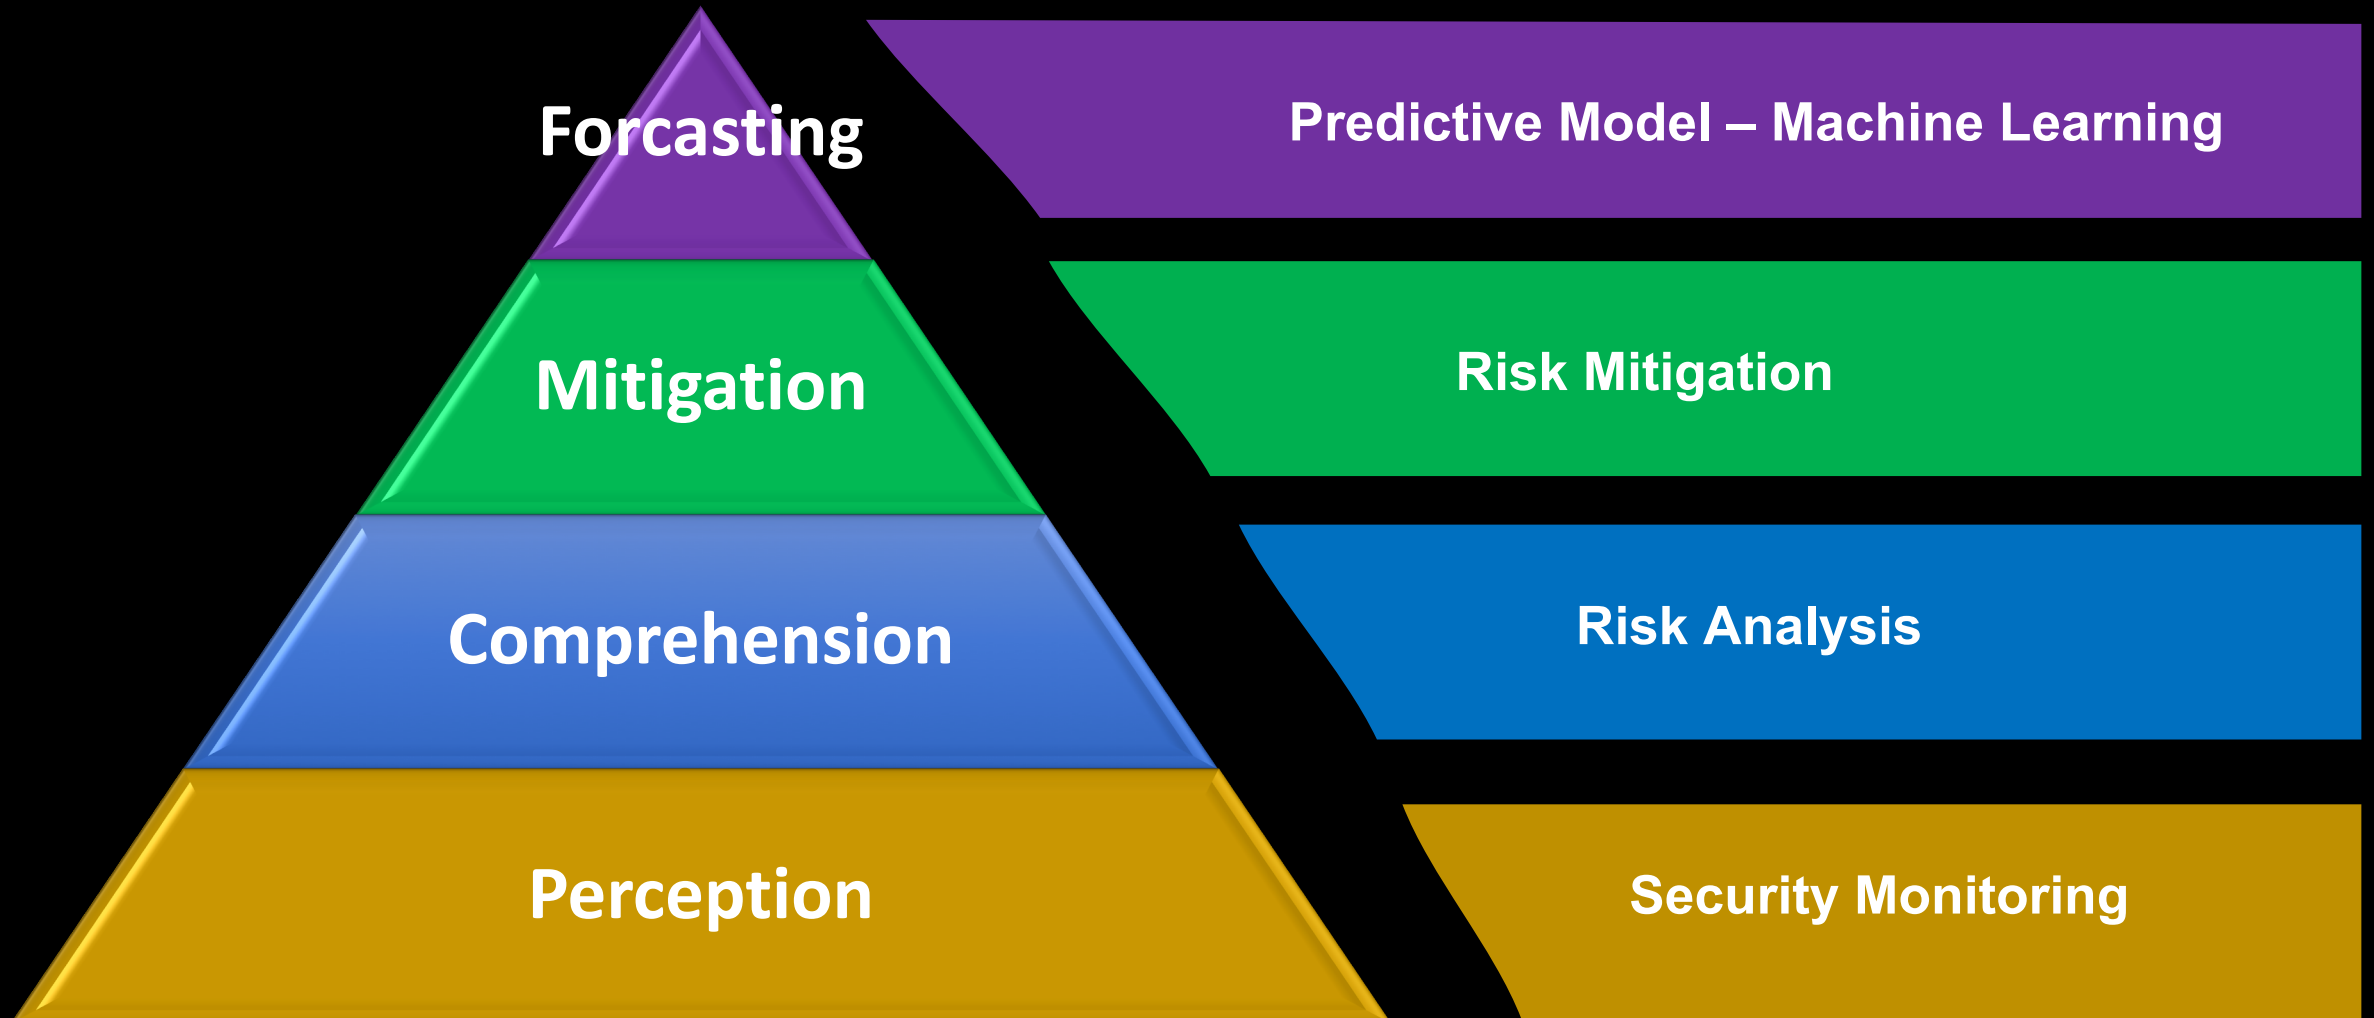 Forcasting
Predictive Model – Machine Learning
Mitigation
Risk Mitigation
Comprehension
Risk Analysis
Perception
Security Monitoring